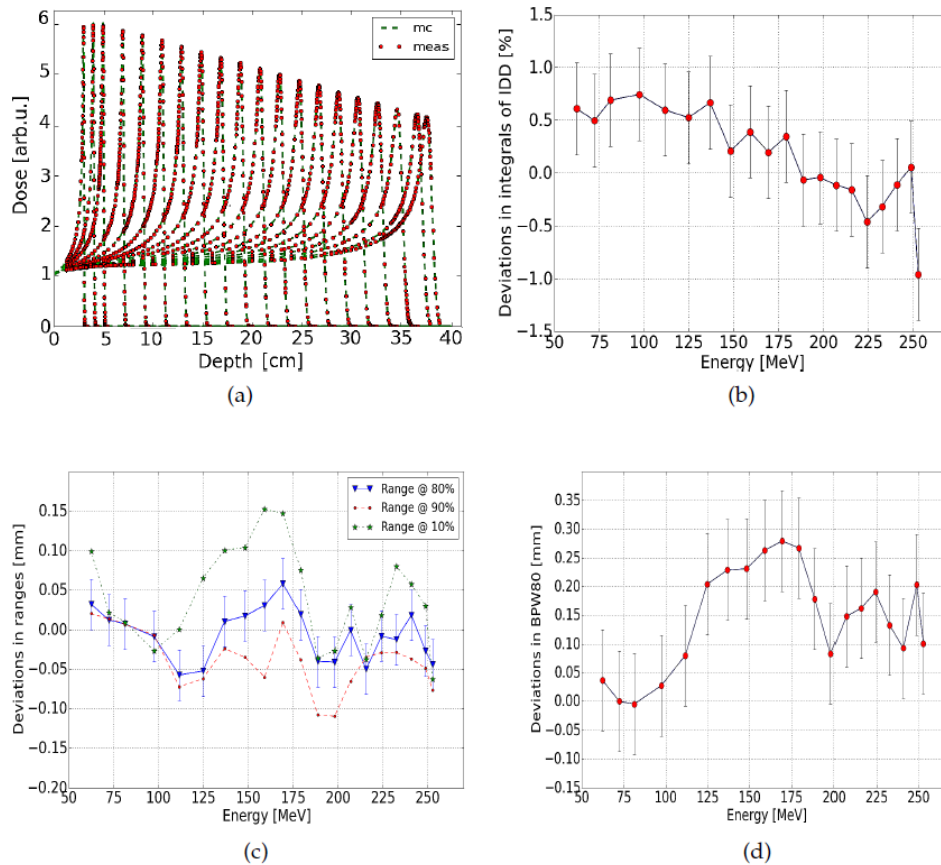 6
5
4
3
2
1
0
Dose [arb.u.]
mc
meas
0 5 10 15 20 25 30 35 40
Depth [cm]
(a)
1.5
1.0
0.5
0.0
−0.5
−1.0
−1.5
Deviations in integrals of IDD [%]
50 75 100 125 150 175 200 225 250
Energy [MeV]
(b)
0.15
0.10
0.05
0.00
−0.05
−0.10
−0.15
−0.20
Deviations in ranges [mm]
Range @ 80%
Range @ 90%
Range @ 10%
50 75 100 125 150 175 200 225 250
Energy [MeV]
(c)
0.35
0.30
0.25
0.20
0.15
0.10
0.05
0.00
−0.05
−0.10
−0.15
Deviations in BPW80 [mm]
50 75 100 125 150 175 200 225 250
Energy [MeV]
(d)